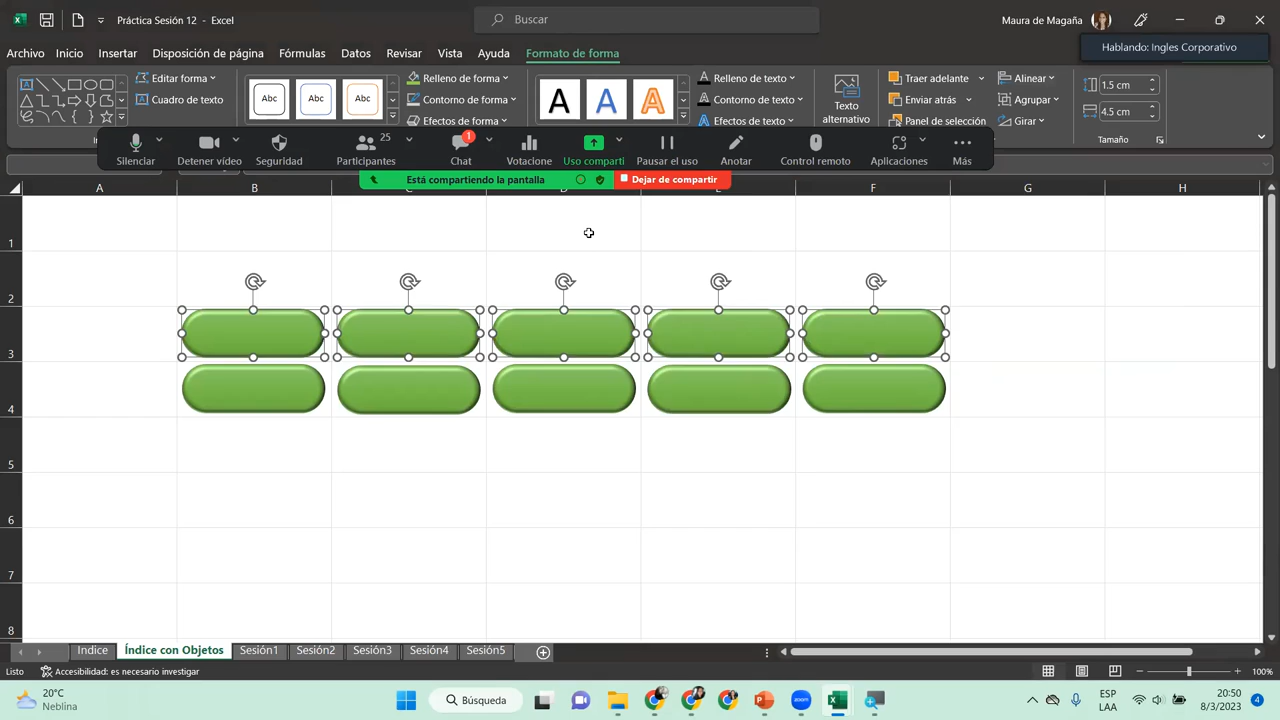 Práctica Sesión 12 - Excel
Buscar
Maura de Magaña
Archivo Inicio Insertar Disposición de página Fórmulas Datos Revisar Vista Ayuda Formato de forma
Hablando: Ingles Corporativo
Editar forma
Cuadro de texto
Abc Abc Abc
Relleno de forma
Contorno de forma
Efectos de forma
A A A
Relleno de texto
Contorno de texto
Efectos de texto
Texto
alternativo
Traer adelante
Enviar atrás
Panel de selección
Alinear
Agrupar
Girar
1.5 cm
4.5 cm
Tamaño
25
1
Silenciar Detener vídeo Seguridad Participantes Chat Votacione Uso comparti Pausar el uso Anotar Control remoto Aplicaciones Más
Está compartiendo la pantalla Dejar de compartir
A B C D E F G H
1
2
3
4
5
6
7
8
Indice Índice con Objetos Sesión1 Sesión2 Sesión3 Sesión4 Sesión5
Listo Accesibilidad: es necesario investigar 100%
20°C
Neblina
Búsqueda
ESP
LAA
20:50
8/3/2023
4